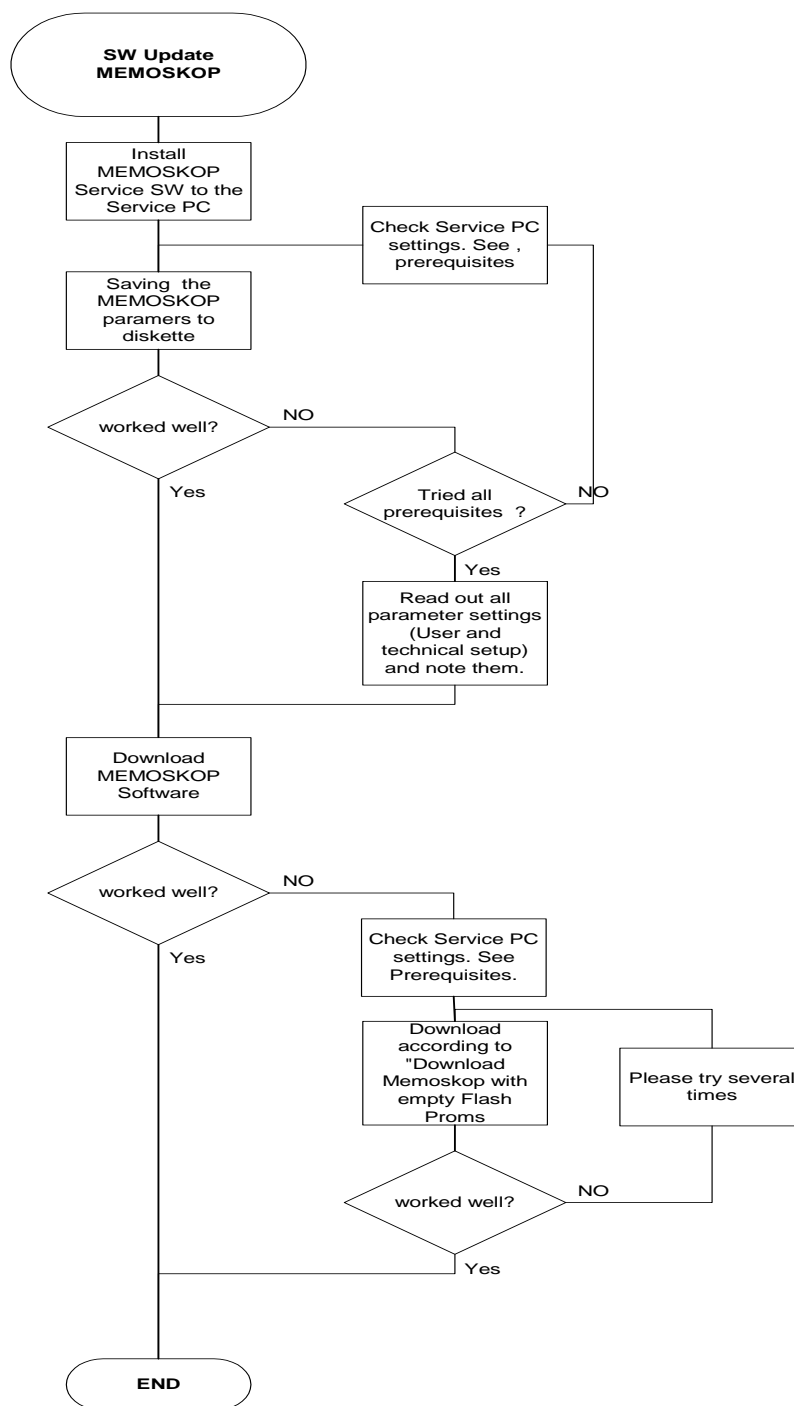 SW Update
MEMOSKOP
Install
MEMOSKOP
Service SW to the
Service PC
Check Service PC
settings. See ,
prerequisites
Saving the
MEMOSKOP
paramers to
diskette
worked well?
NO
Yes
Tried all
prerequisites ?
NO
Yes
Read out all
parameter settings
(User and
technical setup)
and note them.
Download
MEMOSKOP
Software
worked well?
NO
Yes
Check Service PC
settings. See
Prerequisites.
Download
according to
"Download
Memoskop with
empty Flash
Proms
Please try several
times
worked well?
NO
Yes
END